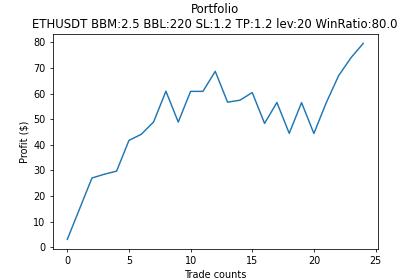 Portfolio
ETHUSDT BBM:2.5 BBL:220 SL:1.2 TP:1.2 lev:20 WinRatio:80.0
80
70
60
50
40
30
20
10
0
Profit ($)
0 5 10 15 20 25
Trade counts